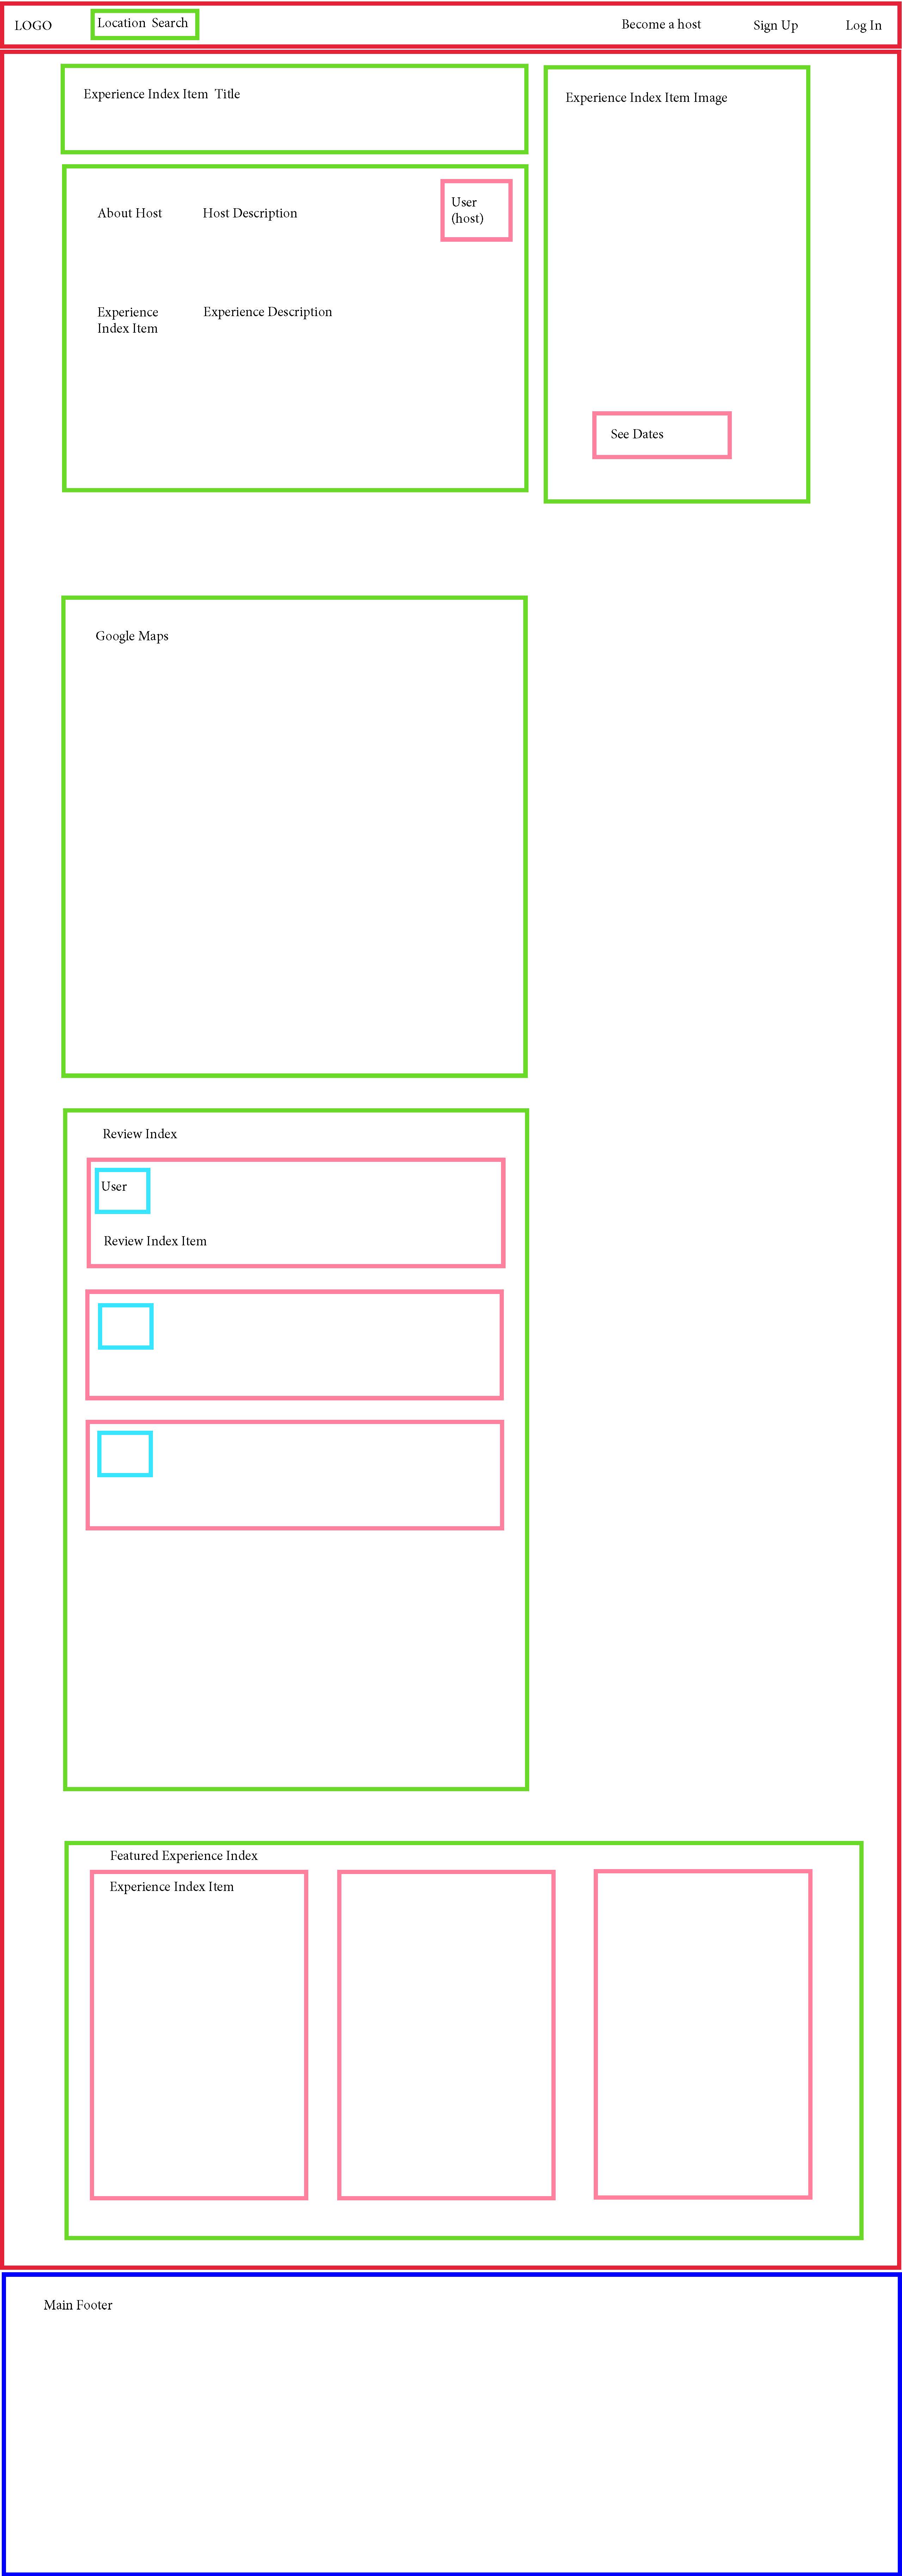 LOGO
Location Search
Become a host
Sign Up
Log In
Experience Index Item Title
Experience Index Item Image
About Host
Host Description
User
(host)
Experience
Index Item
Experience Description
See Dates
Google Maps
Review Index
User
Review Index Item
Featured Experience Index
Experience Index Item
Main Footer